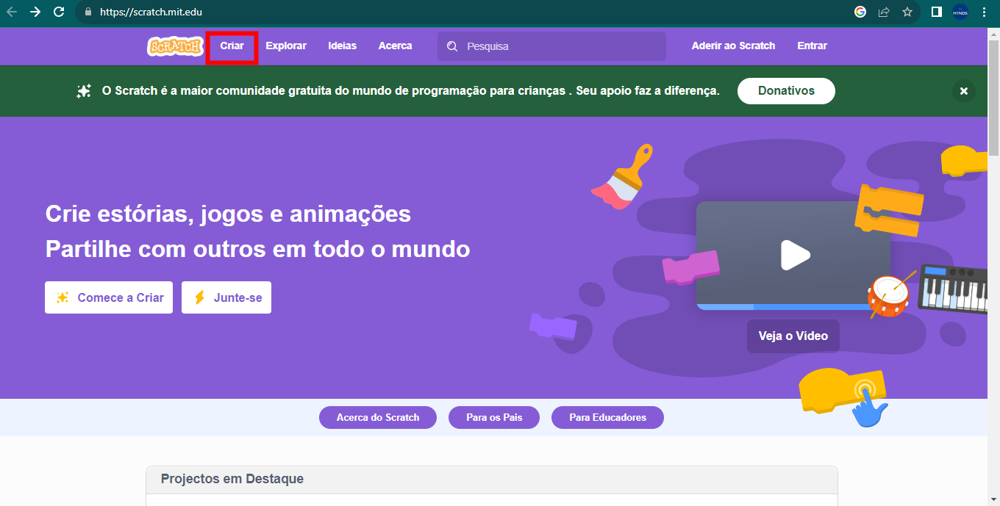 https://scratch.mit.edu
MYNDS
SCRATCH
Criar
Explorar
Ideias
Acerca
Pesquisa
Aderir ao Scratch
Entrar
O Scratch é a maior comunidade gratuita do mundo de programação para crianças . Seu apoio faz a diferença.
Donativos
Crie estórias, jogos e animações
Partilhe com outros em todo o mundo
Comece a Criar
Junte-se
Veja o Vídeo
Acerca do Scratch
Para os Pais
Para Educadores
Projectos em Destaque